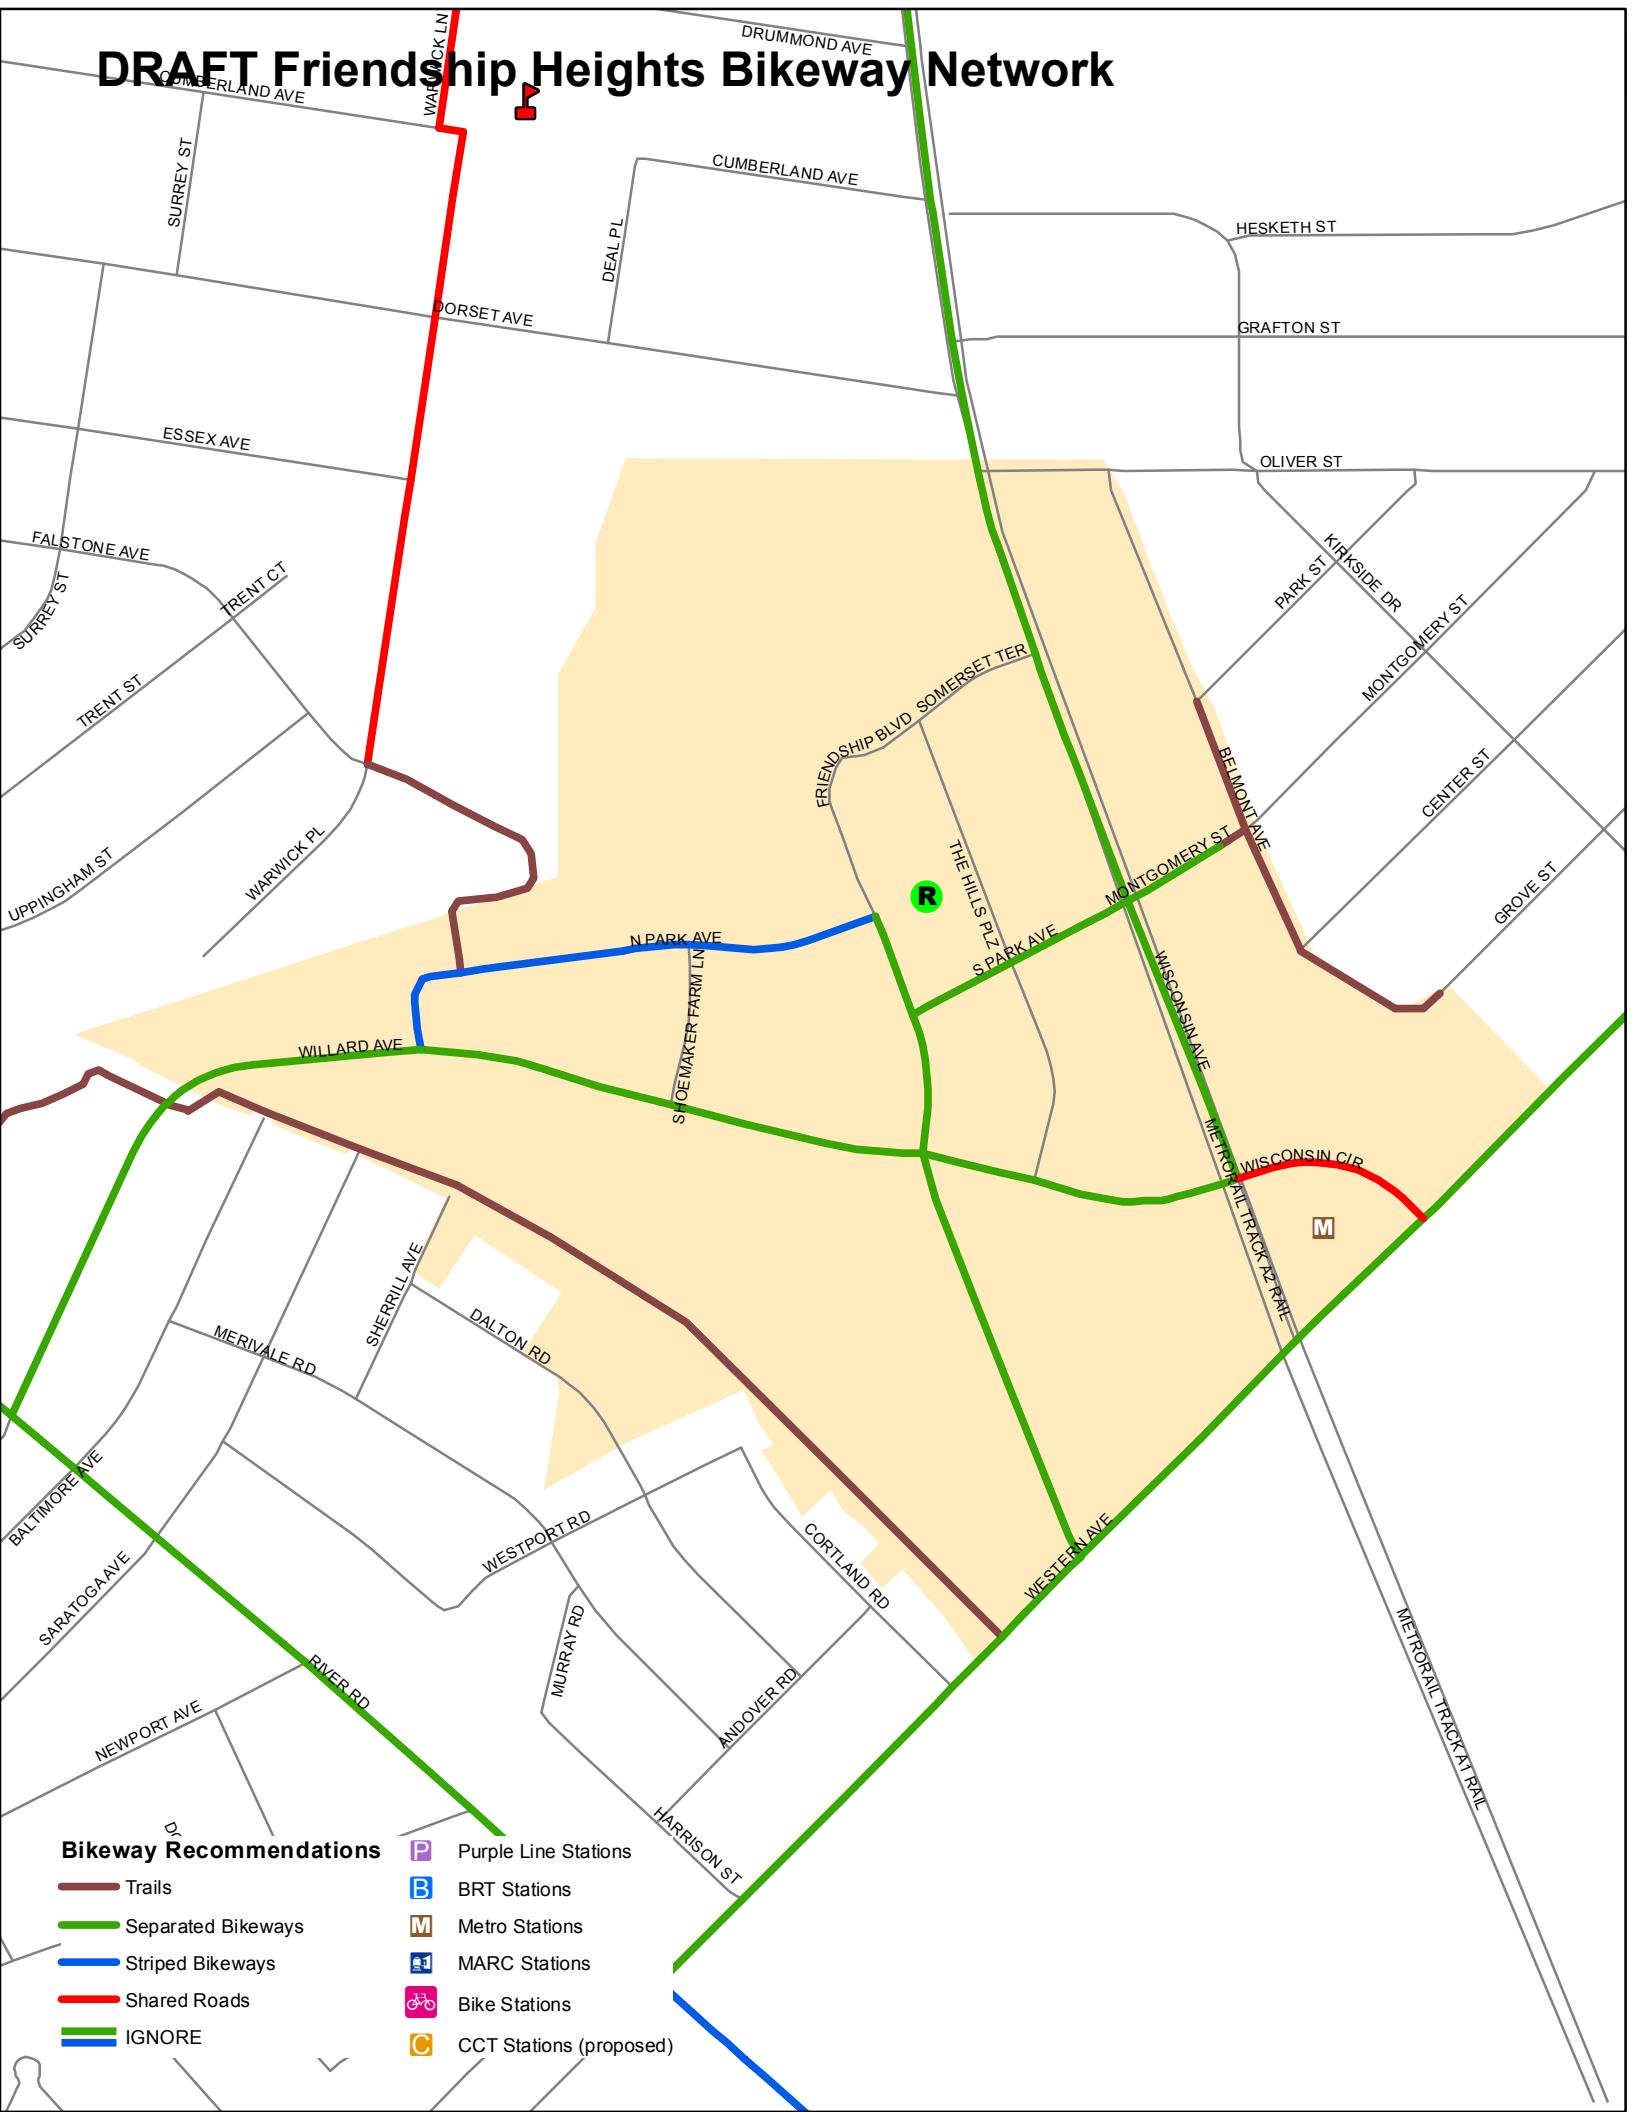 DRUMMOND AVE
WARWICK LN
DRAFT Friendship Heights Bikeway Network
CUMBERLAND AVE
SURREY ST
CUMBERLAND AVE
DEAL PL
HESKETH ST
DORSET AVE
GRAFTON ST
ESSEX AVE
OLIVER ST
FALSTONE AVE
TRENT CT
KIRKSIDE DR
PARK ST
SURREY ST
MONTGOMERY ST
TRENT ST
SOMERSET TER
FRIENDSHIP BLVD
BELMONT AVE
CENTER ST
WARWICK PL
UPPINGHAM ST
THE HILLS PLZ
MONTGOMERY ST
GROVE ST
R
N PARK AVE
S PARK AVE
SHOEMAKER FARM LN
WISCONSIN AVE
WILLARD AVE
METRORAIL TRACK A2 RAIL
WISCONSIN CIR
M
SHERRILL AVE
MERIVALE RD
DALTON RD
BALTIMORE AVE
WESTPORT RD
WESTERN AVE
CORTLAND RD
SARATOGA AVE
MURRAY RD
RIVER RD
METRORAIL TRACK A1 RAIL
ANDOVER RD
NEWPORT AVE
HARRISON ST
Bikeway Recommendations
Trails
Separated Bikeways
Striped Bikeways
Shared Roads
IGNORE
P Purple Line Stations
B BRT Stations
M Metro Stations
MARC Stations
Bike Stations
C CCT Stations (proposed)